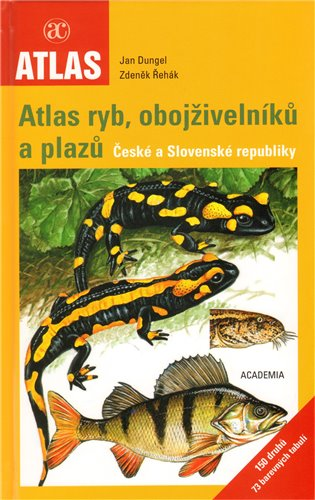 æ
ATLAS
Jan Dungel
Zdeněk Řehák
Atlas ryb, obojživelníků
a plazů České a Slovenské republiky
ACADEMIA
150 druhů
73 barevných tabulí